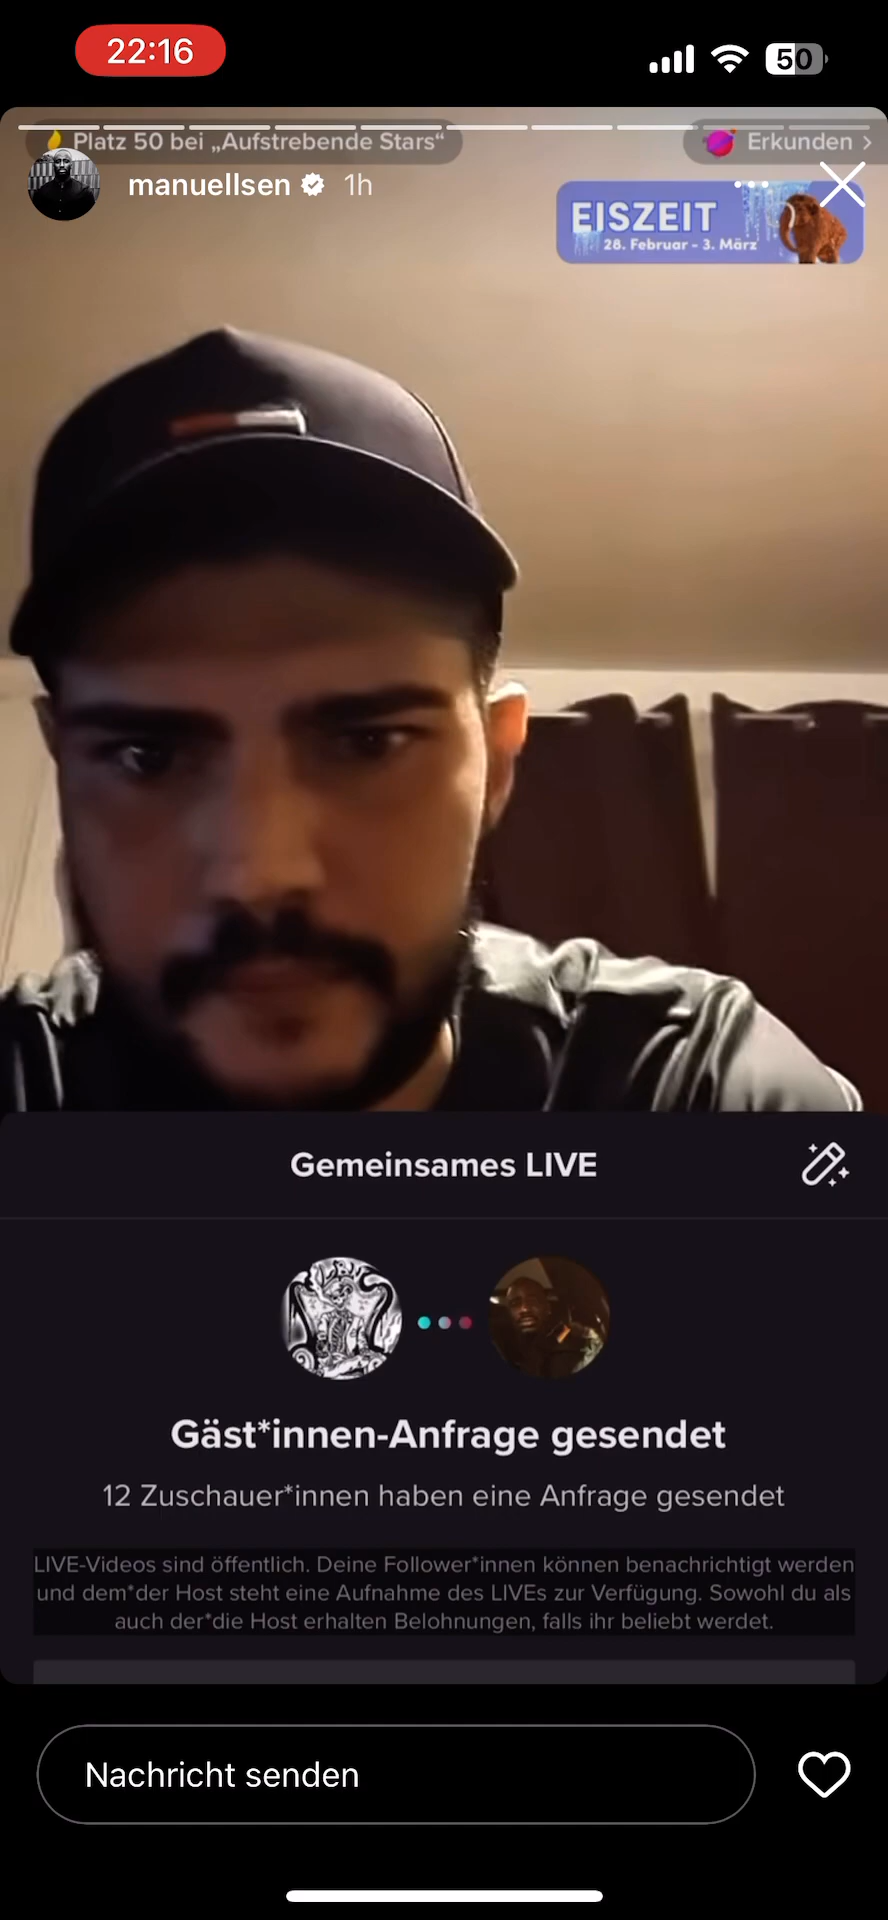 22:16
50
Platz 50 bei „Aufstrebende Stars“
Erkunden >
manuellsen 1h
EISZEIT
28. Februar - 3. März
Gemeinsames LIVE
Gäst*innen-Anfrage gesendet
12 Zuschauer*innen haben eine Anfrage gesendet
LIVE-Videos sind öffentlich. Deine Follower*innen können benachrichtigt werden
und dem*der Host steht eine Aufnahme des LIVEs zur Verfügung. Sowohl du als
auch der*die Host erhalten Belohnungen, falls ihr beliebt werdet.
Nachricht senden